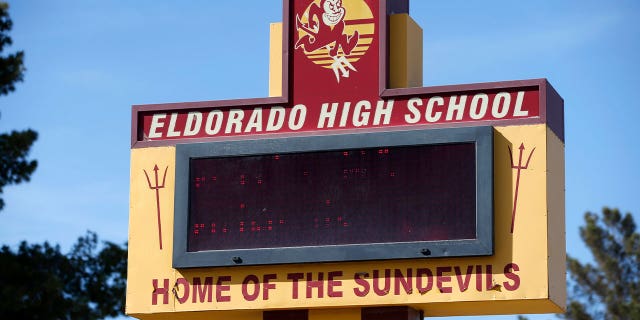 ELDORADO HIGH SCHOOL
HOME OF THE SUNDEVILS